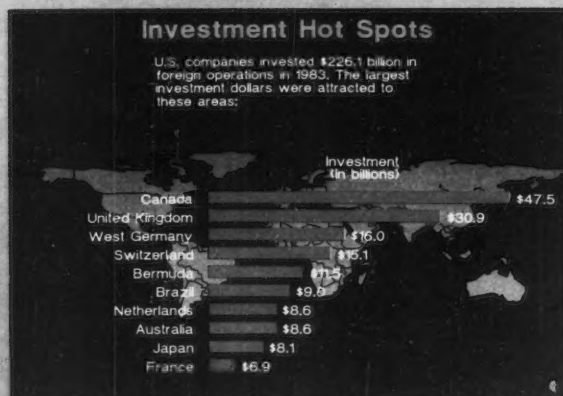 Investment Hot Spots
U.S. companies invested $226.1 billion in
foreign operations in 1983. The largest
investment dollars were attracted to
these areas:
Investment
(in billions)
Canada $47.5
United Kingdom $30.9
West Germany $16.0
Switzerland $15.1
Bermuda $11.5
Brazil
Netherlands $8.6
Australia $8.6
Japan $8.1
France $6.9